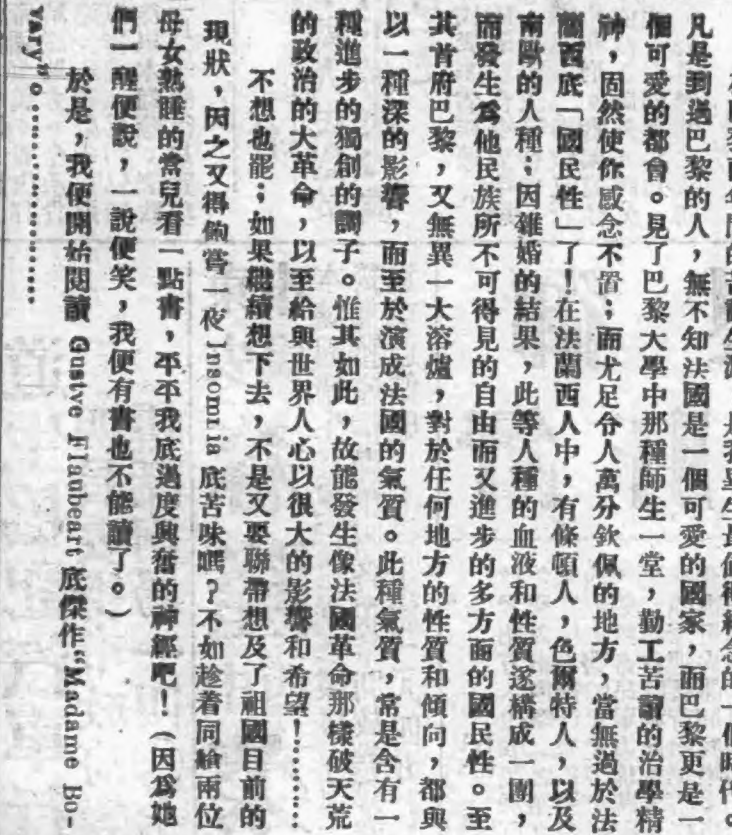 凡是到過巴黎的人，無不知法國是一個可愛的國家，而巴黎更是一
個可愛的都會。見了巴黎大學中那種師生一堂，勤工苦讀的治學精
神，固然使你感念不置；而尤足令人萬分欽佩的地方，當無過於法
蘭西底「國民性」了！在法蘭西人中，有條頓人，色爾特人，以及
南歐的人種；因雜婚的結果，此等人種的血液和性質遂構成一團，
而發生爲他民族所不可得見的自由而又進步的多方面的國民性。至
其首府巴黎，又無異一大溶爐，對於任何地方的性質和傾向，都與
以一種深的影響，而至於演成法國的氣質。此種氣質，常是含有一
種進步的獨創的調子。惟其如此，故能發生像法國革命那樣破天荒
的政治的大革命，以至給與世界人心以很大的影響和希望！…………
不想也罷；如果繼續想下去，不是又要聯帶想及了祖國目前的
現狀，因之又得飽嘗一夜 Insomnia 底苦味嗎？不如趁着同艙兩位
母女熟睡的當兒看一點書，平平我底過度興奮的神經吧！（因爲她
們一醒便說，一說便笑，我便有書也不能讀了。）
於是，我便開始閱讀 Gustve Flaubeart 底傑作“Madame Bo-
vary”。…………………